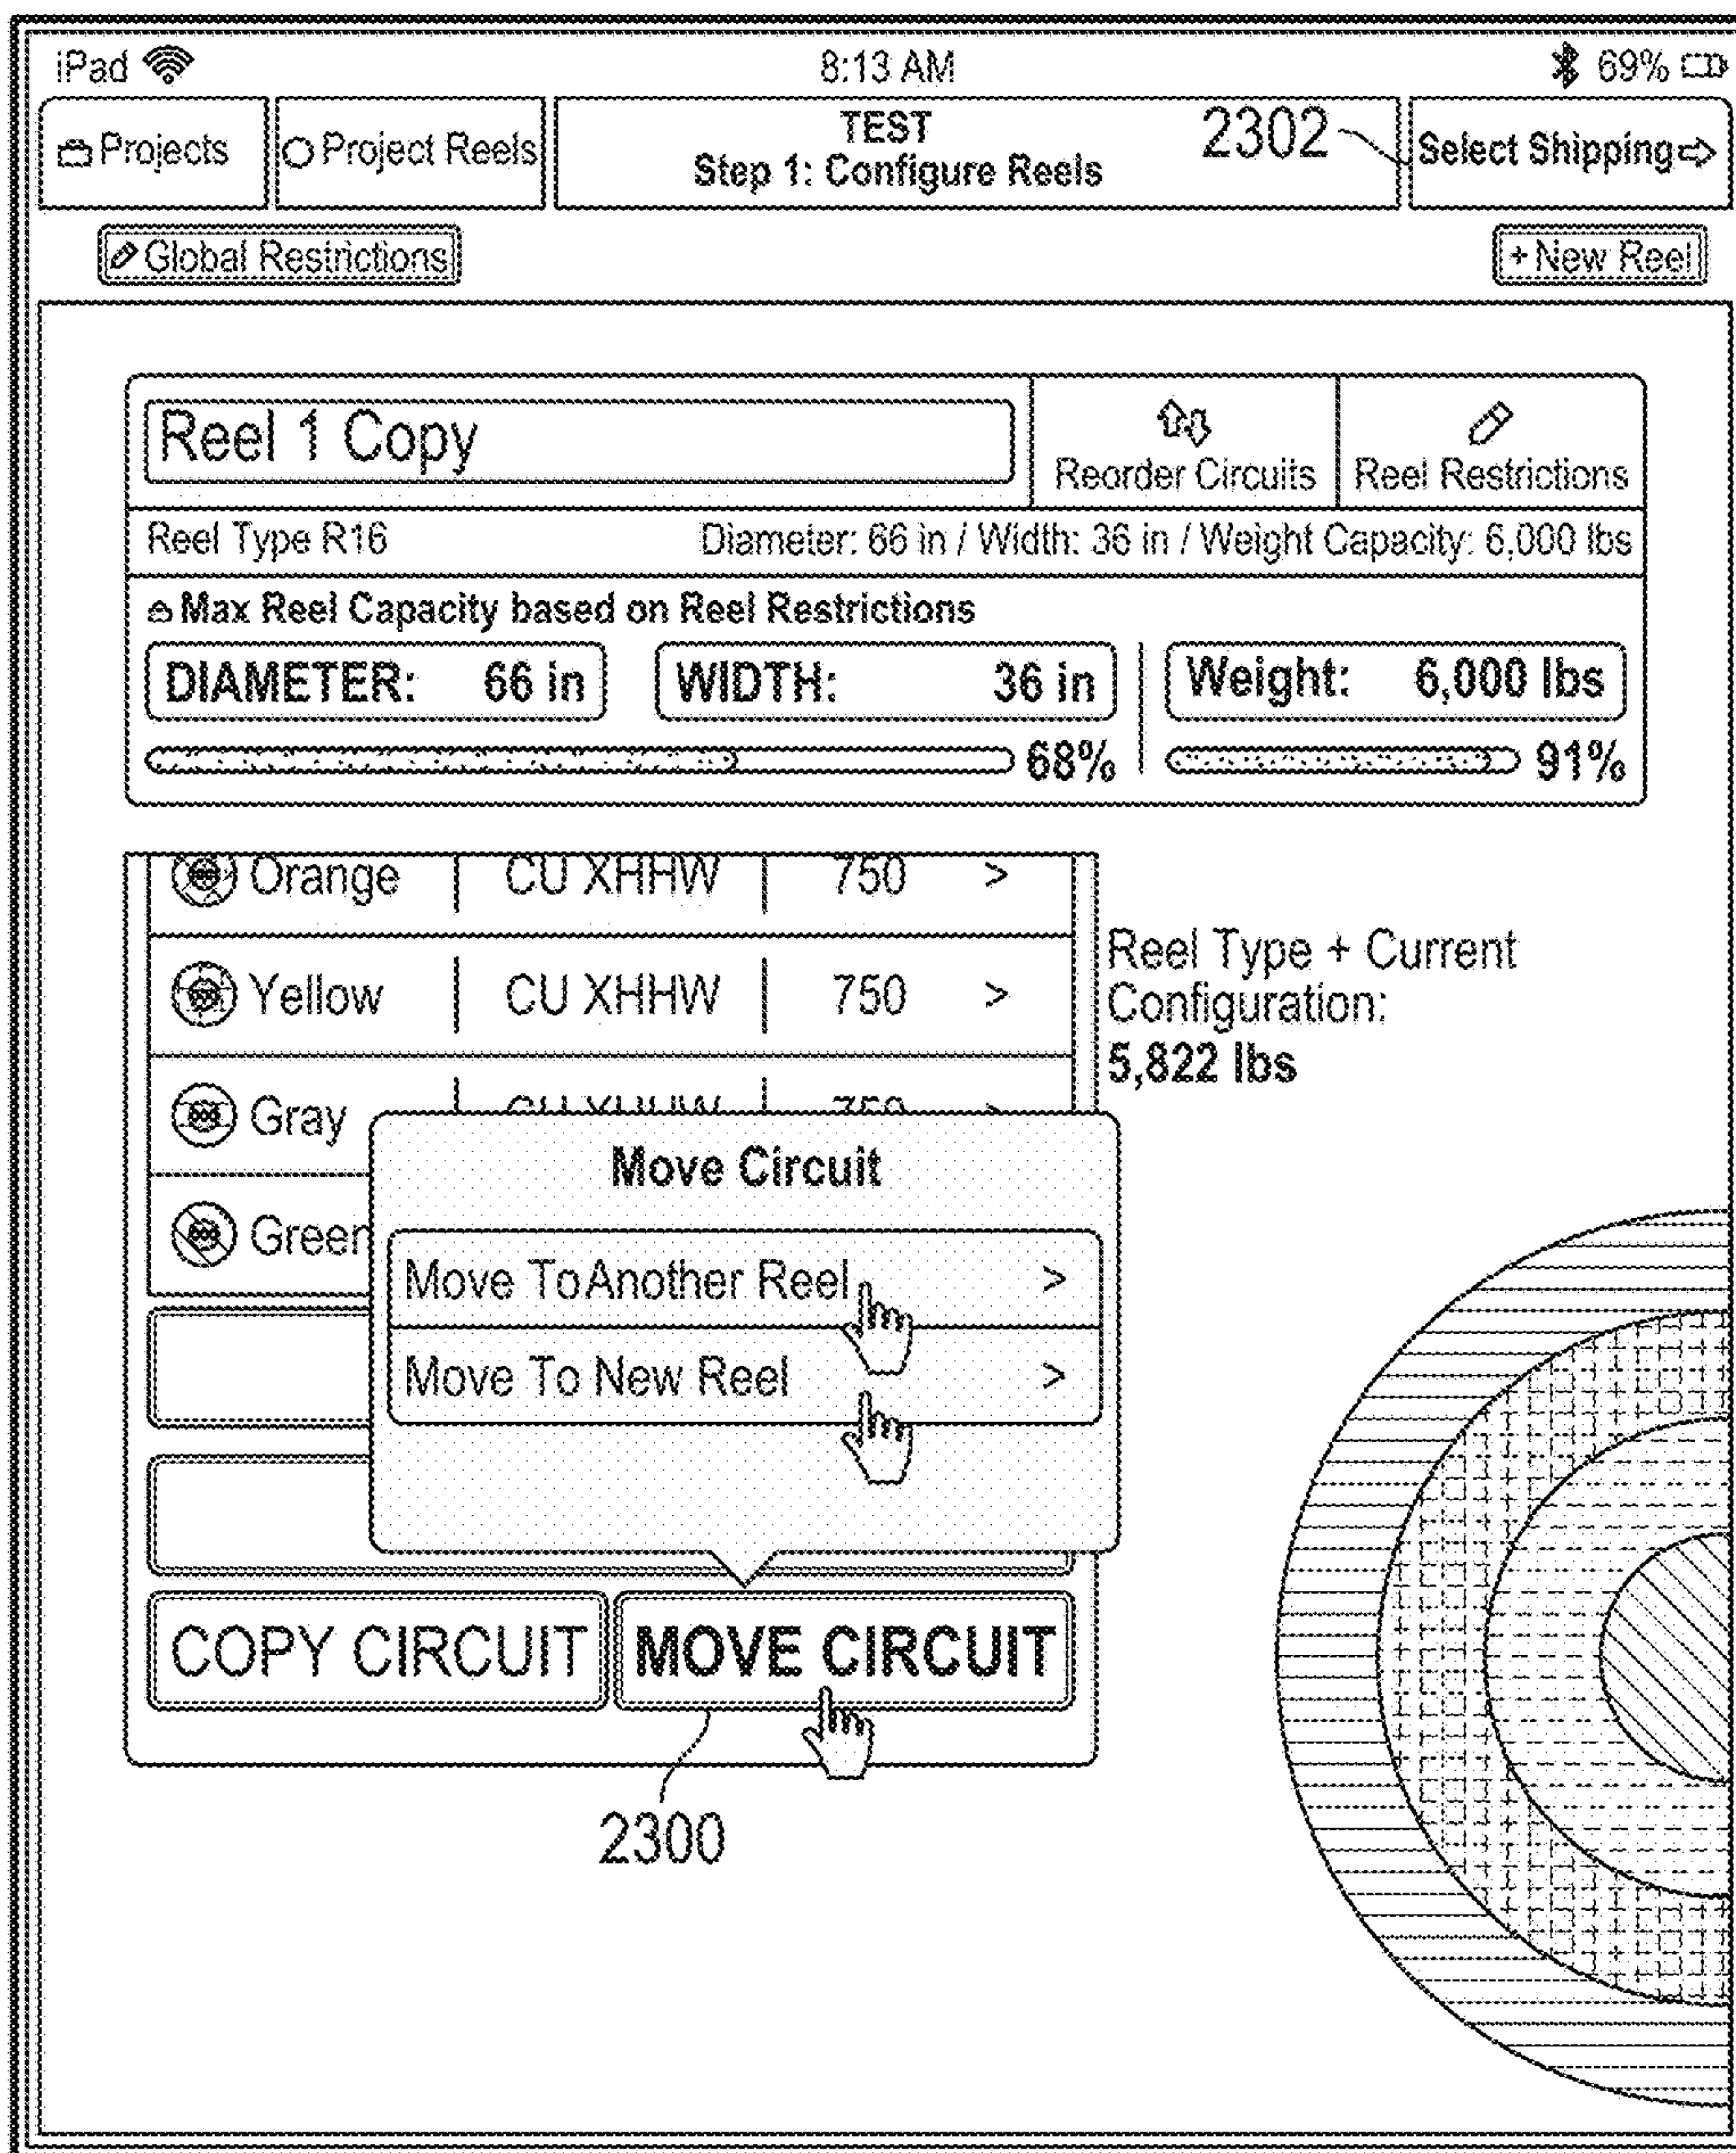 iPad 8:13 AM 69%
Projects Project Reels TEST 2302 Select Shipping
Step 1: Configure Reels
Global Restrictions + New Reel
Reel 1 Copy Reorder Circuits Reel Restrictions
Reel Type R16 Diameter: 66 in / Width: 36 in / Weight Capacity: 6,000 lbs
Max Reel Capacity based on Reel Restrictions
DIAMETER: 66 in WIDTH: 36 in Weight: 6,000 lbs
68% 91%
Orange | CU XHHW | 750 >
Yellow | CU XHHW | 750 >
Gray | CU XHHW | 750 >
Green
Reel Type + Current
Configuration:
5,822 lbs
Move Circuit
Move To Another Reel >
Move To New Reel >
COPY CIRCUIT MOVE CIRCUIT
2300